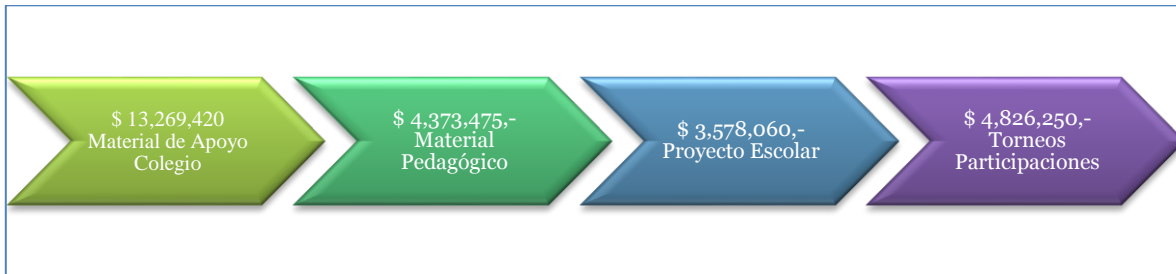 $ 13,269,420
Material de Apoyo
Colegio
$ 4,373,475,-
Material
Pedagógico
$ 3,578,060,-
Proyecto Escolar
$ 4,826,250,-
Torneos
Participaciones